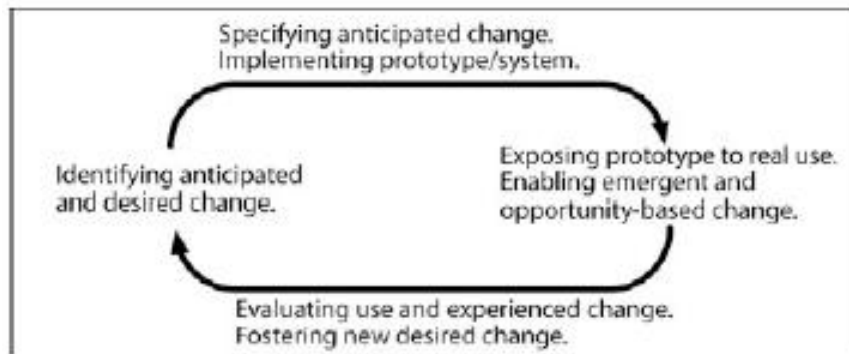 Specifying anticipated change.
Implementing prototype/system.
Identifying anticipated
and desired change.
Exposing prototype to real use.
Enabling emergent and
opportunity-based change.
Evaluating use and experienced change.
Fostering new desired change.